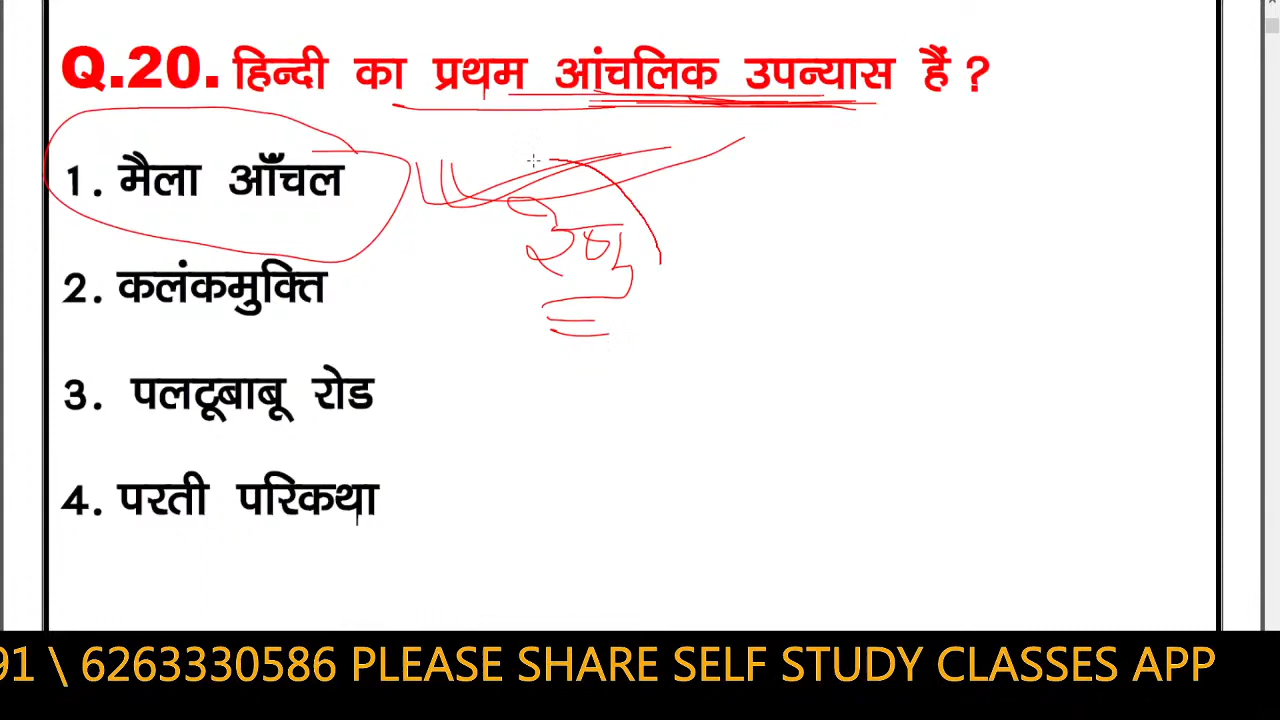 Q.20. हिन्दी का प्रथम आंचलिक उपन्यास हैं ?
1. मैला आँचल
रेणु
2. कलंकमुक्ति
3. पलटूबाबू रोड
4. परती परिकथा
91 \ 6263330586 PLEASE SHARE SELF STUDY CLASSES APP